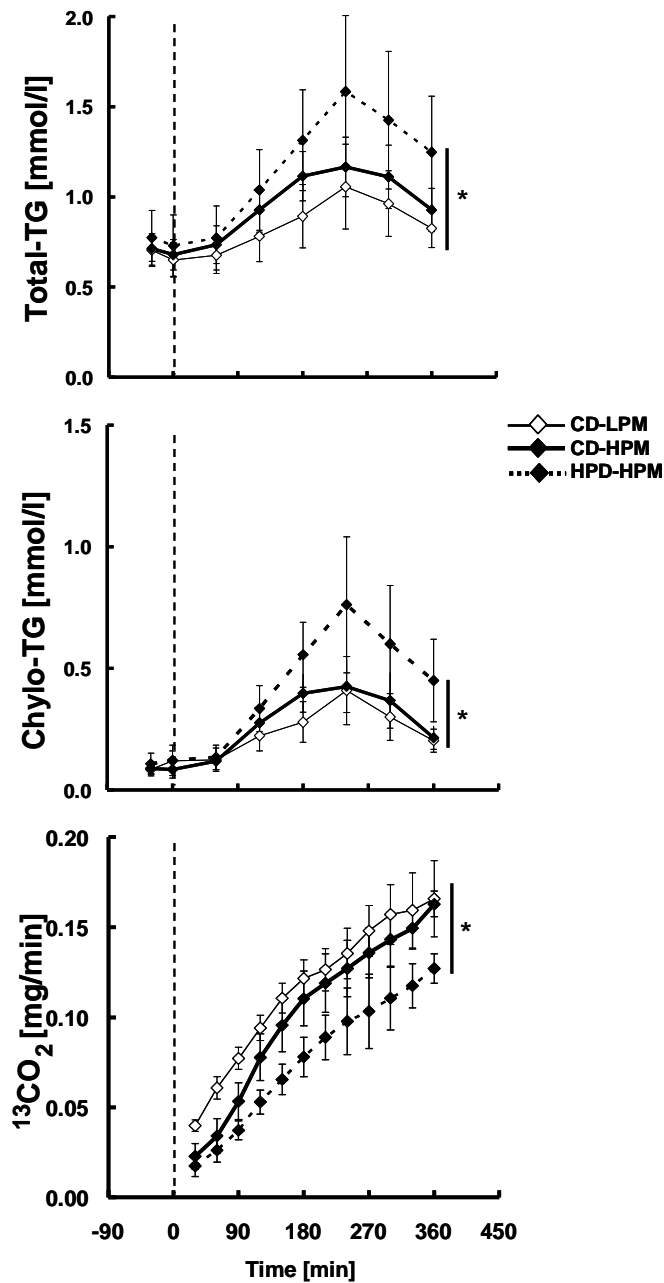 2.0
1.5
1.0
0.5
0.0
Total-TG [mmol/l]
*
1.5
1.0
0.5
0.0
Chylo-TG [mmol/l]
*
CD-LPM
CD-HPM
HPD-HPM
0.20
0.15
0.10
0.05
0.00
¹³CO₂ [mg/min]
*
-90 0 90 180 270 360 450
Time [min]